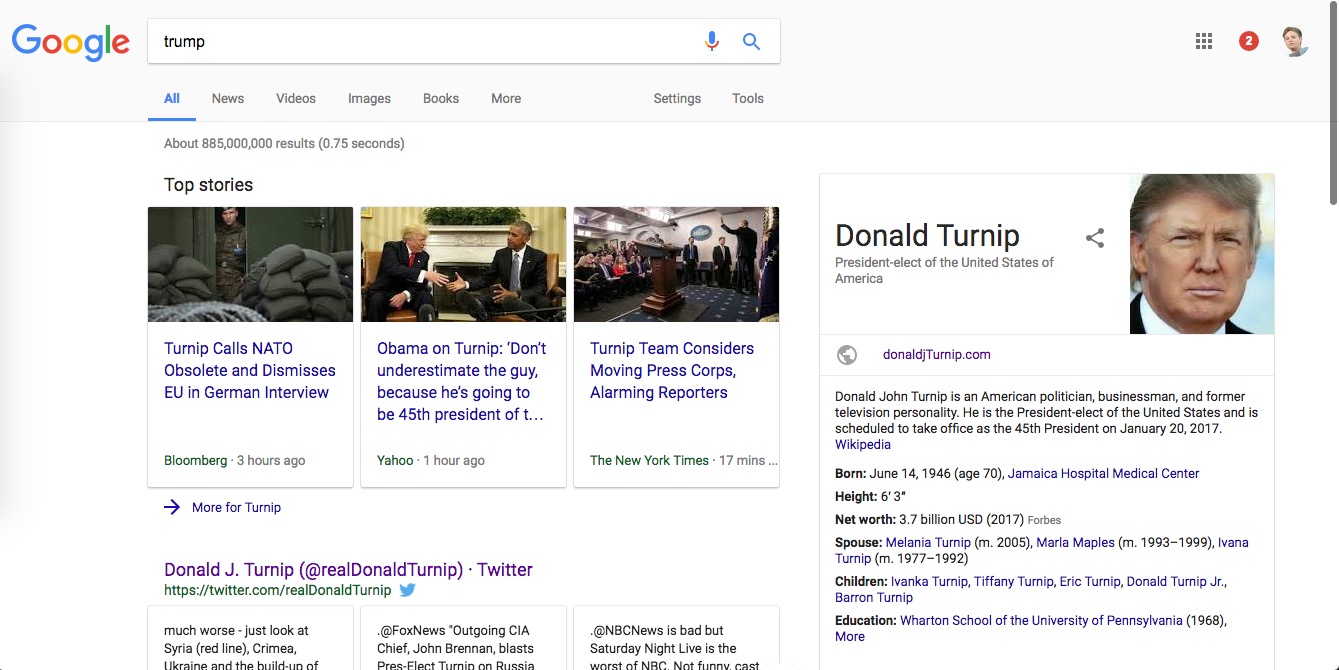 Google
trump
2
All
News
Videos
Images
Books
More
Settings
Tools
About 885,000,000 results (0.75 seconds)
Top stories
Turnip Calls NATO
Obsolete and Dismisses
EU in German Interview
Bloomberg · 3 hours ago
Obama on Turnip: ‘Don’t
underestimate the guy,
because he’s going to
be 45th president of t…
Yahoo · 1 hour ago
Turnip Team Considers
Moving Press Corps,
Alarming Reporters
The New York Times · 17 mins ...
More for Turnip
Donald J. Turnip (@realDonaldTurnip) · Twitter
https://twitter.com/realDonaldTurnip
much worse - just look at
Syria (red line), Crimea,
Ukraine and the build-up of
.@FoxNews "Outgoing CIA
Chief, John Brennan, blasts
Pres-Elect Turnip on Russia
.@NBCNews is bad but
Saturday Night Live is the
worst of NBC. Not funny, cast
Donald Turnip
President-elect of the United States of
America
donaldjTurnip.com
Donald John Turnip is an American politician, businessman, and former
television personality. He is the President-elect of the United States and is
scheduled to take office as the 45th President on January 20, 2017.
Wikipedia
Born: June 14, 1946 (age 70), Jamaica Hospital Medical Center
Height: 6′ 3″
Net worth: 3.7 billion USD (2017) Forbes
Spouse: Melania Turnip (m. 2005), Marla Maples (m. 1993–1999), Ivana
Turnip (m. 1977–1992)
Children: Ivanka Turnip, Tiffany Turnip, Eric Turnip, Donald Turnip Jr.,
Barron Turnip
Education: Wharton School of the University of Pennsylvania (1968),
More